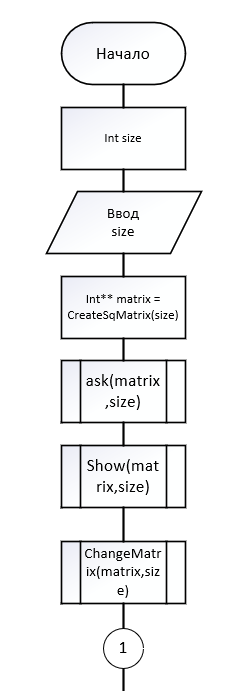 Начало
Int size
Ввод
size
Int** matrix =
CreateSqMatrix(size)
ask(matrix
,size)
Show(mat
rix,size)
ChangeMatr
ix(matrix,siz
e)
1